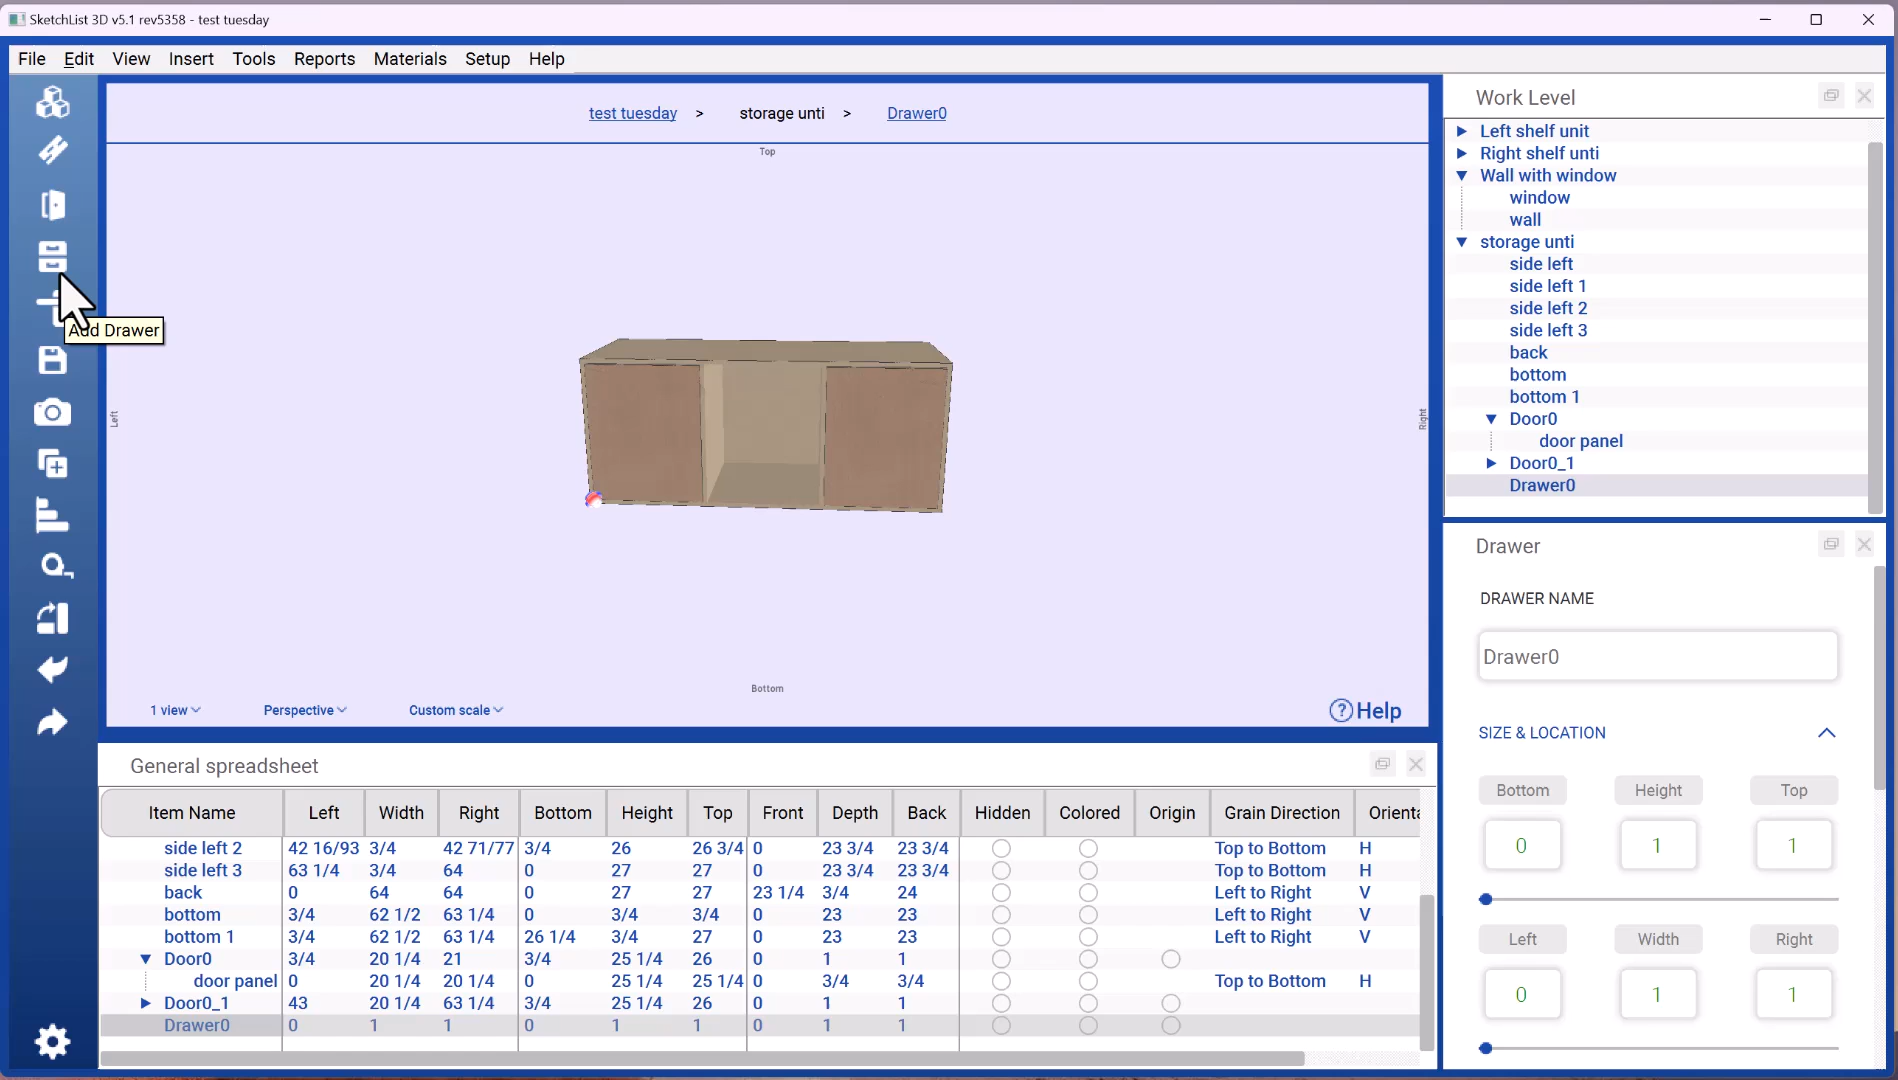 SketchList 3D v5.1 rev5358 - test tuesday
File Edit View Insert Tools Reports Materials Setup Help
test tuesday > storage unti > Drawer0
Top
Left
Right
Bottom
Add Drawer
1 view Perspective Custom scale
? Help
Work Level
Left shelf unit
Right shelf unti
Wall with window
window
wall
storage unti
side left
side left 1
side left 2
side left 3
back
bottom
bottom 1
Door0
door panel
Door0_1
Drawer0
Drawer
DRAWER NAME
Drawer0
SIZE & LOCATION
Bottom Height Top
0 1 1
Left Width Right
0 1 1
General spreadsheet
Item Name Left Width Right Bottom Height Top Front Depth Back Hidden Colored Origin Grain Direction Orienta
side left 2 42 16/93 3/4 42 71/77 3/4 26 26 3/4 0 23 3/4 23 3/4 Top to Bottom H
side left 3 63 1/4 3/4 64 0 27 27 0 23 3/4 23 3/4 Top to Bottom H
back 0 64 64 0 27 27 23 1/4 3/4 24 Left to Right V
bottom 3/4 62 1/2 63 1/4 0 3/4 3/4 0 23 23 Left to Right V
bottom 1 3/4 62 1/2 63 1/4 26 1/4 3/4 27 0 23 23 Left to Right V
Door0 3/4 20 1/4 21 3/4 25 1/4 26 0 1 1
door panel 0 20 1/4 20 1/4 0 25 1/4 25 1/4 0 3/4 3/4 Top to Bottom H
Door0_1 43 20 1/4 63 1/4 3/4 25 1/4 26 0 1 1
Drawer0 0 1 1 0 1 1 0 1 1